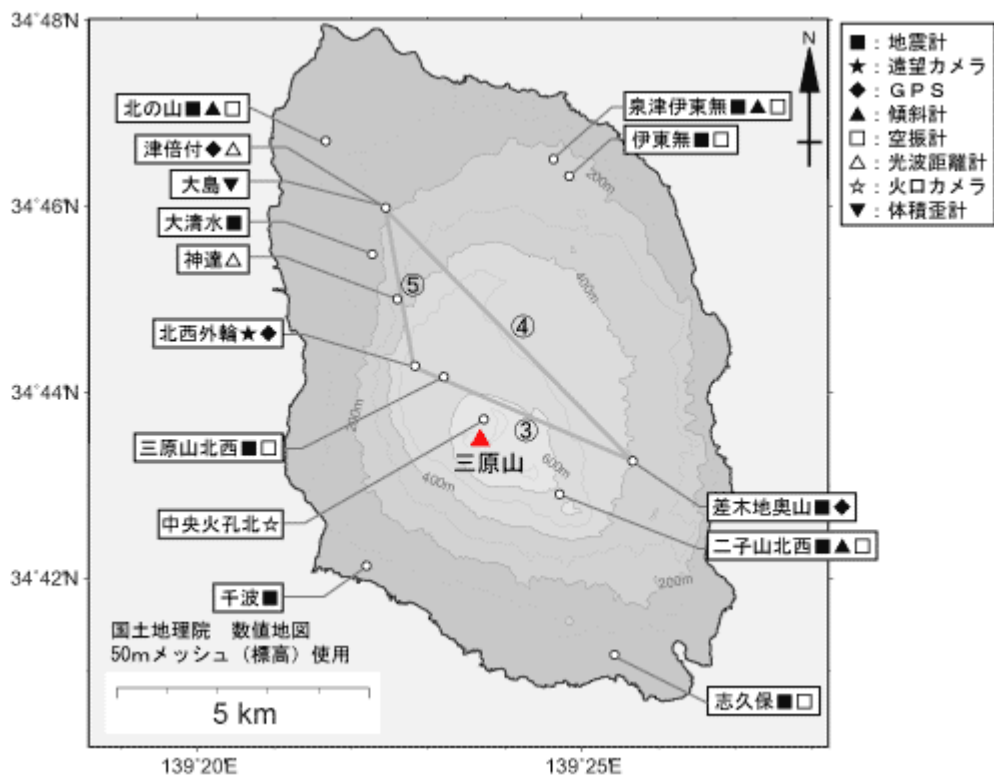 34°48'N
34°46'N
34°44'N
34°42'N
139°20'E
139°25'E
N
■：地震計
★：遠望カメラ
◆：ＧＰＳ
▲：傾斜計
□：空振計
△：光波距離計
☆：火口カメラ
▼：体積歪計
北の山■▲□
津倍付◆△
大島▼
大清水■
神達△
北西外輪★◆
三原山北西■□
中央火孔北☆
千波■
泉津伊東無■▲□
伊東無■□
差木地奥山■◆
二子山北西■▲□
志久保■□
200m
400m
⑤
④
③
三原山
600m
200m
400m
200m
国土地理院　数値地図
50mメッシュ（標高）使用
5 km